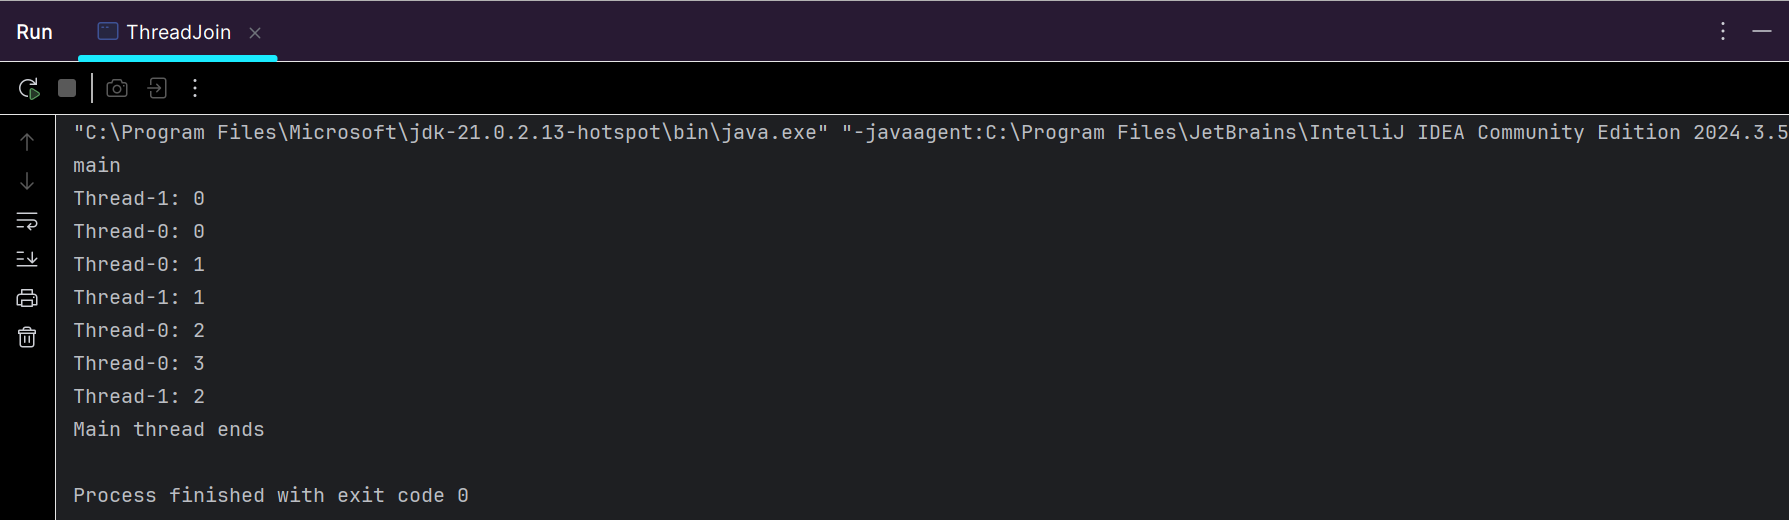 Run ThreadJoin
"C:\Program Files\Microsoft\jdk-21.0.2.13-hotspot\bin\java.exe" "-javaagent:C:\Program Files\JetBrains\IntelliJ IDEA Community Edition 2024.3.5
main
Thread-1: 0
Thread-0: 0
Thread-0: 1
Thread-1: 1
Thread-0: 2
Thread-0: 3
Thread-1: 2
Main thread ends
Process finished with exit code 0